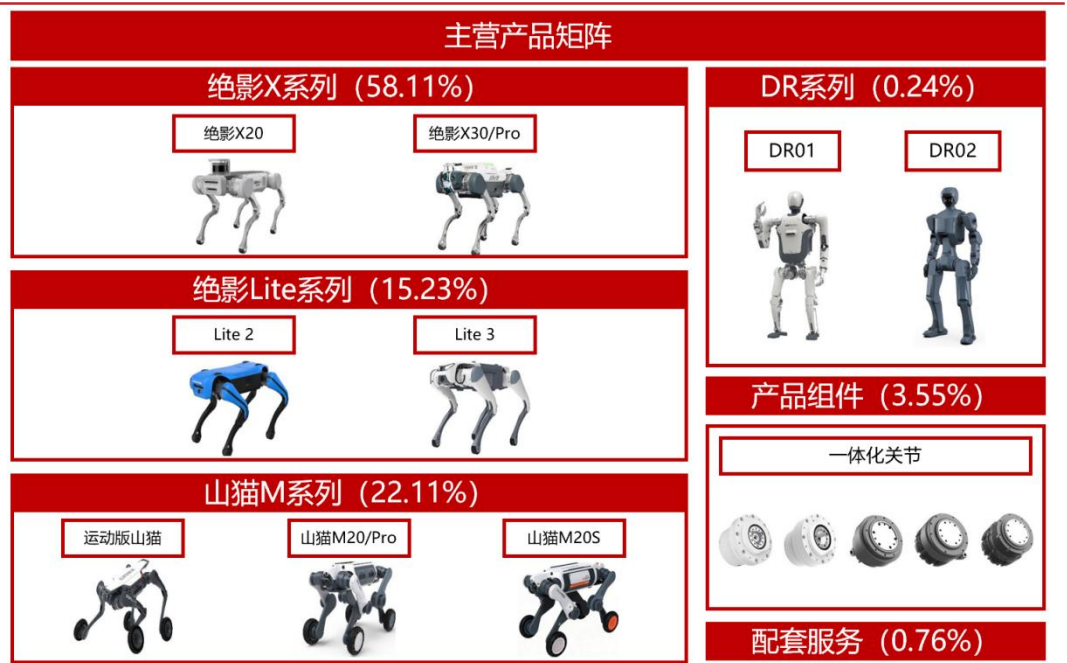 主营产品矩阵
绝影X系列（58.11%）
绝影X20
绝影X30/Pro
绝影Lite系列（15.23%）
Lite 2
Lite 3
山猫M系列（22.11%）
运动版山猫
山猫M20/Pro
山猫M20S
DR系列（0.24%）
DR01
DR02
产品组件（3.55%）
一体化关节
配套服务（0.76%）